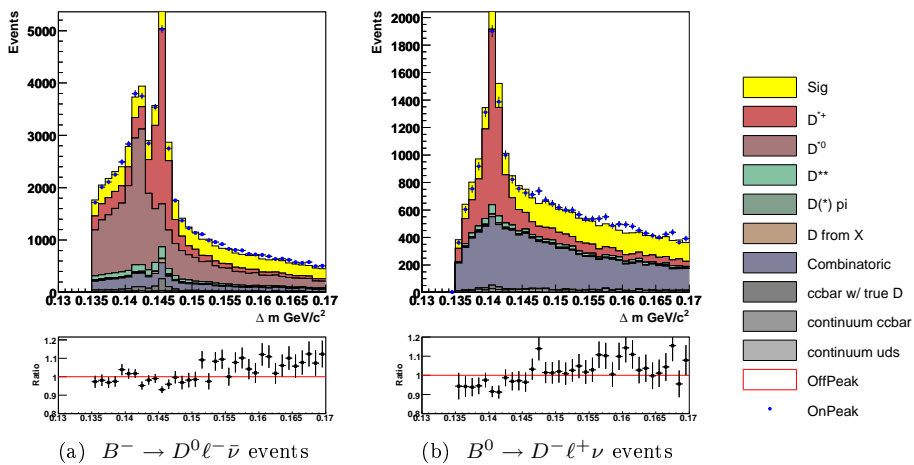 Events
5000
4000
3000
2000
1000
0
0.13 0.135 0.14 0.145 0.15 0.155 0.16 0.165 0.17
Δ m GeV/c²
Ratio
1.2
1.1
1
0.9
0.8
0.13 0.135 0.14 0.145 0.15 0.155 0.16 0.165 0.17
(a) B⁻ → D⁰ℓ⁻ν̄ events
Events
2000
1800
1600
1400
1200
1000
800
600
400
200
0
0.13 0.135 0.14 0.145 0.15 0.155 0.16 0.165 0.17
Δ m GeV/c²
Ratio
1.2
1.1
1
0.9
0.8
0.13 0.135 0.14 0.145 0.15 0.155 0.16 0.165 0.17
(b) B⁰ → D⁻ℓ⁺ν events
Sig
D*⁺
D*⁰
D**
D(*) pi
D from X
Combinatoric
ccbar w/ true D
continuum ccbar
continuum uds
OffPeak
OnPeak